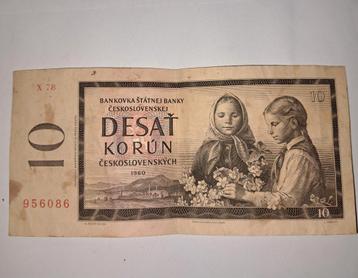 X 78
BANKOVKA ŠTÁTNEJ BANKY
ČESKOSLOVENSKEJ
10
DESAŤ
KORÚN
ČESKOSLOVENSKÝCH
1960
10
956086
10